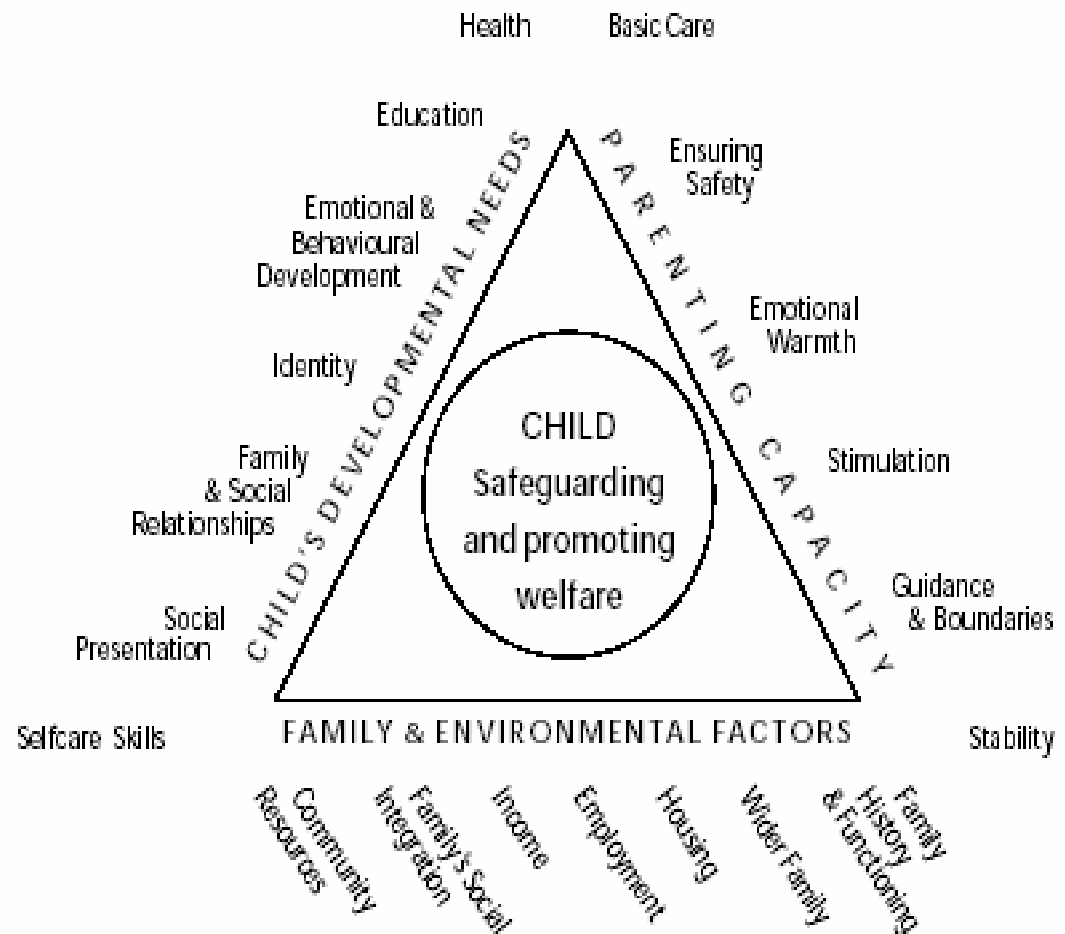 Health
Basic Care
Education
Ensuring
Safety
Emotional &
Behavioural
Development
Emotional
Warmth
Identity
Family
& Social
Relationships
Stimulation
Social
Presentation
Guidance
& Boundaries
Selfcare Skills
Stability
CHILD'S DEVELOPMENTAL NEEDS
PARENTING CAPACITY
CHILD
Safeguarding
and promoting
welfare
FAMILY & ENVIRONMENTAL FACTORS
Community
Resources
Family's Social
Integration
Income
Employment
Housing
Wider Family
Family
History
& Functioning